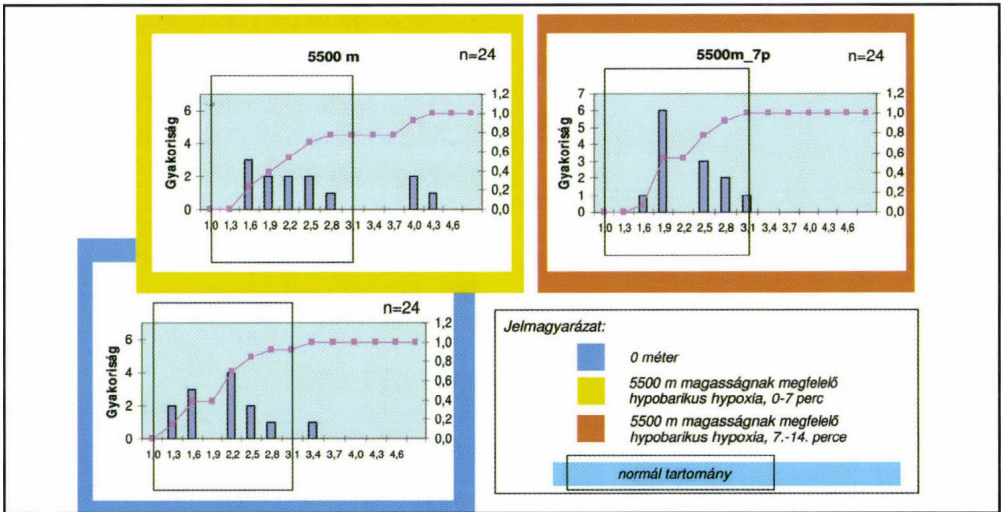 5500 m
n=24
Gyakoriság
6
4
2
0
1,2
1,0
0,8
0,6
0,4
0,2
0,0
1,0 1,3 1,6 1,9 2,2 2,5 2,8 3,1 3,4 3,7 4,0 4,3 4,6
5500m_7p
n=24
Gyakoriság
7
6
5
4
3
2
1
0
1,2
1,0
0,8
0,6
0,4
0,2
0,0
1,0 1,3 1,6 1,9 2,2 2,5 2,8 3,1 3,4 3,7 4,0 4,3 4,6
n=24
Gyakoriság
6
4
2
0
1,2
1,0
0,8
0,6
0,4
0,2
0,0
1,0 1,3 1,6 1,9 2,2 2,5 2,8 3,1 3,4 3,7 4,0 4,3 4,6
Jelmagyarázat:
0 méter
5500 m magasságnak megfelelő
hypobarikus hypoxia, 0-7 perc
5500 m magasságnak megfelelő
hypobarikus hypoxia, 7.-14. perce
normál tartomány